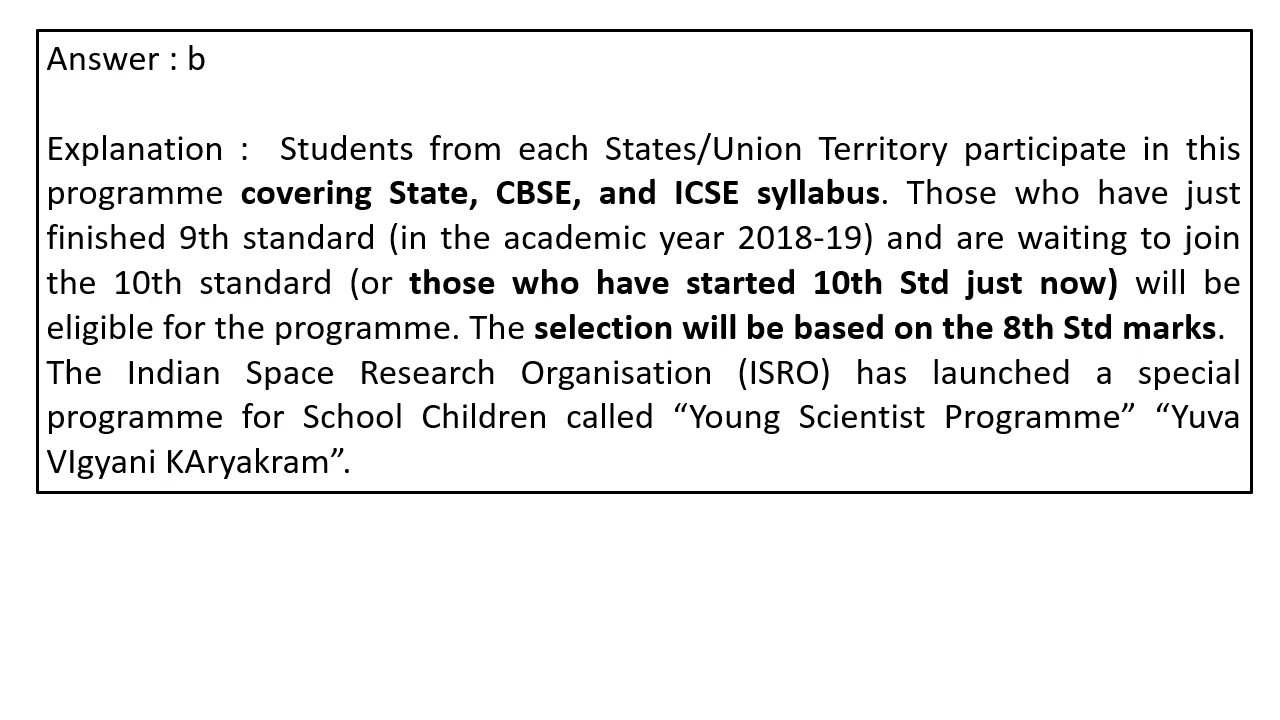 Answer : b
Explanation : Students from each States/Union Territory participate in this
programme covering State, CBSE, and ICSE syllabus. Those who have just
finished 9th standard (in the academic year 2018-19) and are waiting to join
the 10th standard (or those who have started 10th Std just now) will be
eligible for the programme. The selection will be based on the 8th Std marks.
The Indian Space Research Organisation (ISRO) has launched a special
programme for School Children called “Young Scientist Programme” “Yuva
VIgyani KAryakram”.